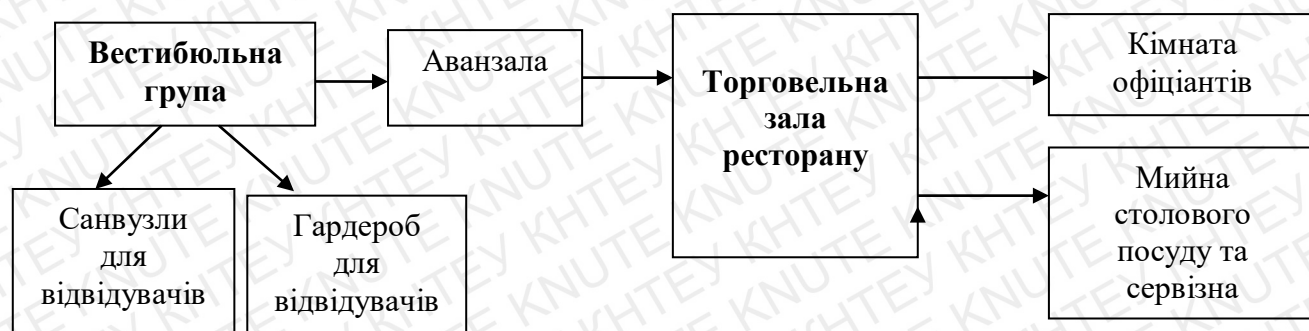 Вестибюльна
група
Аванзала
Торговельна
зала
ресторану
Кімната
офіціантів
Санвузли
для
відвідувачів
Гардероб
для
відвідувачів
Мийна
столового
посуду та
сервізна